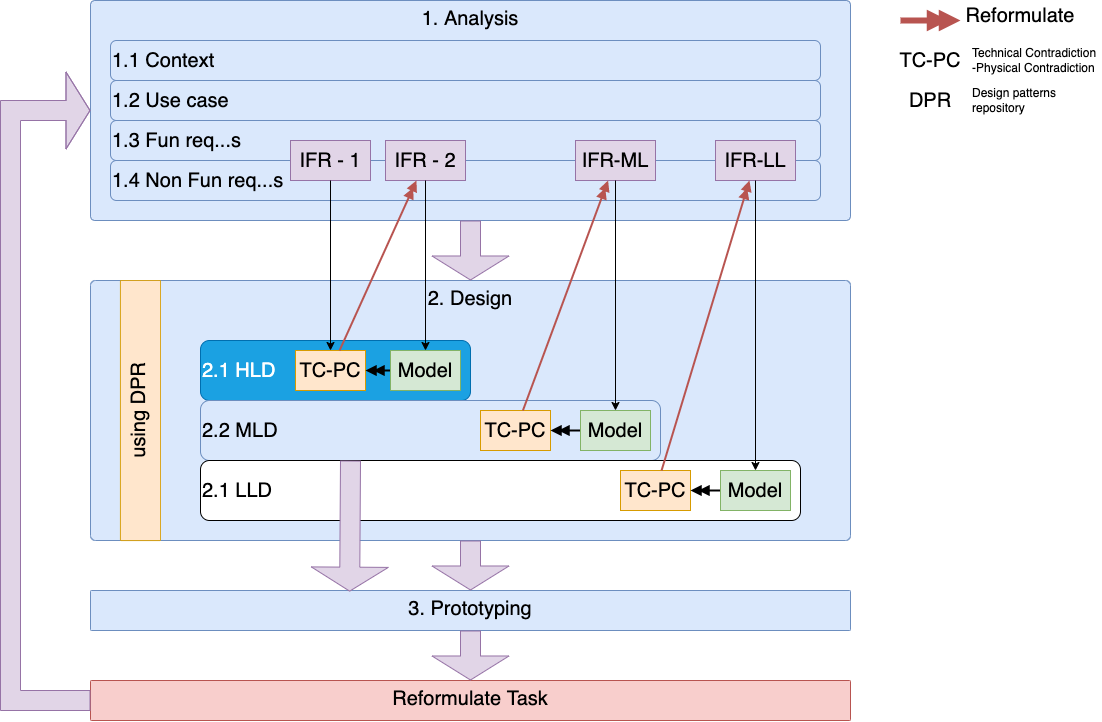 1. Analysis
Reformulate
1.1 Context
TC-PC
Technical Contradiction
-Physical Contradiction
1.2 Use case
DPR
Design patterns
repository
1.3 Fun req...s
IFR - 1
IFR - 2
IFR-ML
IFR-LL
1.4 Non Fun req...s
2. Design
using DPR
2.1 HLD
TC-PC
Model
2.2 MLD
TC-PC
Model
2.1 LLD
TC-PC
Model
3. Prototyping
Reformulate Task